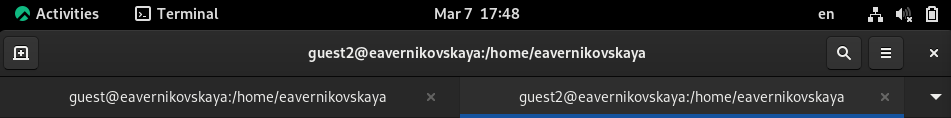 Activities Terminal Mar 7 17:48 en
guest2@eavernikovskaya:/home/eavernikovskaya
guest@eavernikovskaya:/home/eavernikovskaya guest2@eavernikovskaya:/home/eavernikovskaya